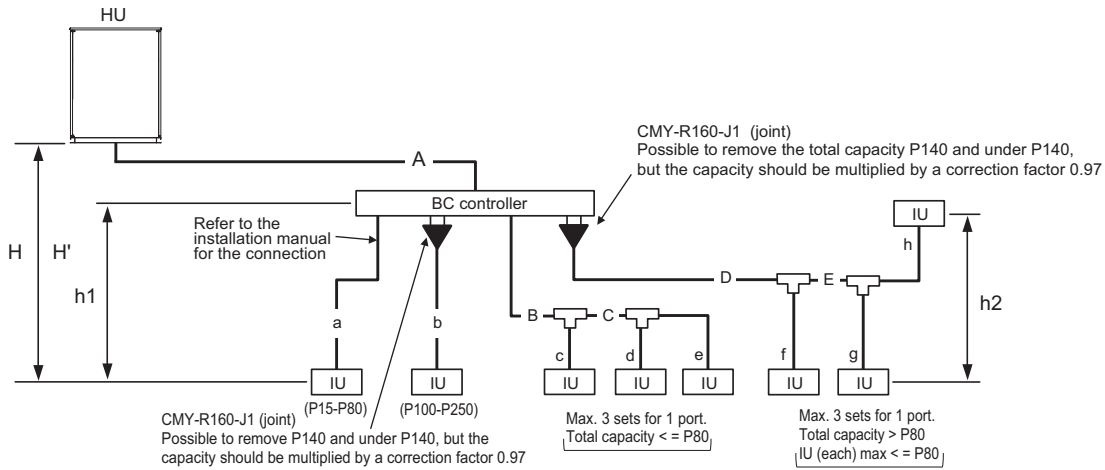 HU
CMY-R160-J1 (joint)
Possible to remove the total capacity P140 and under P140,
but the capacity should be multiplied by a correction factor 0.97
A
BC controller
IU
Refer to the
installation manual
for the connection
H
H'
h1
h
h2
D
E
a
b
B
C
c
d
e
f
g
IU
IU
IU
IU
IU
IU
IU
(P15-P80)
(P100-P250)
CMY-R160-J1 (joint)
Possible to remove P140 and under P140, but the
capacity should be multiplied by a correction factor 0.97
Max. 3 sets for 1 port.
Total capacity < = P80
Max. 3 sets for 1 port.
Total capacity > P80
IU (each) max < = P80